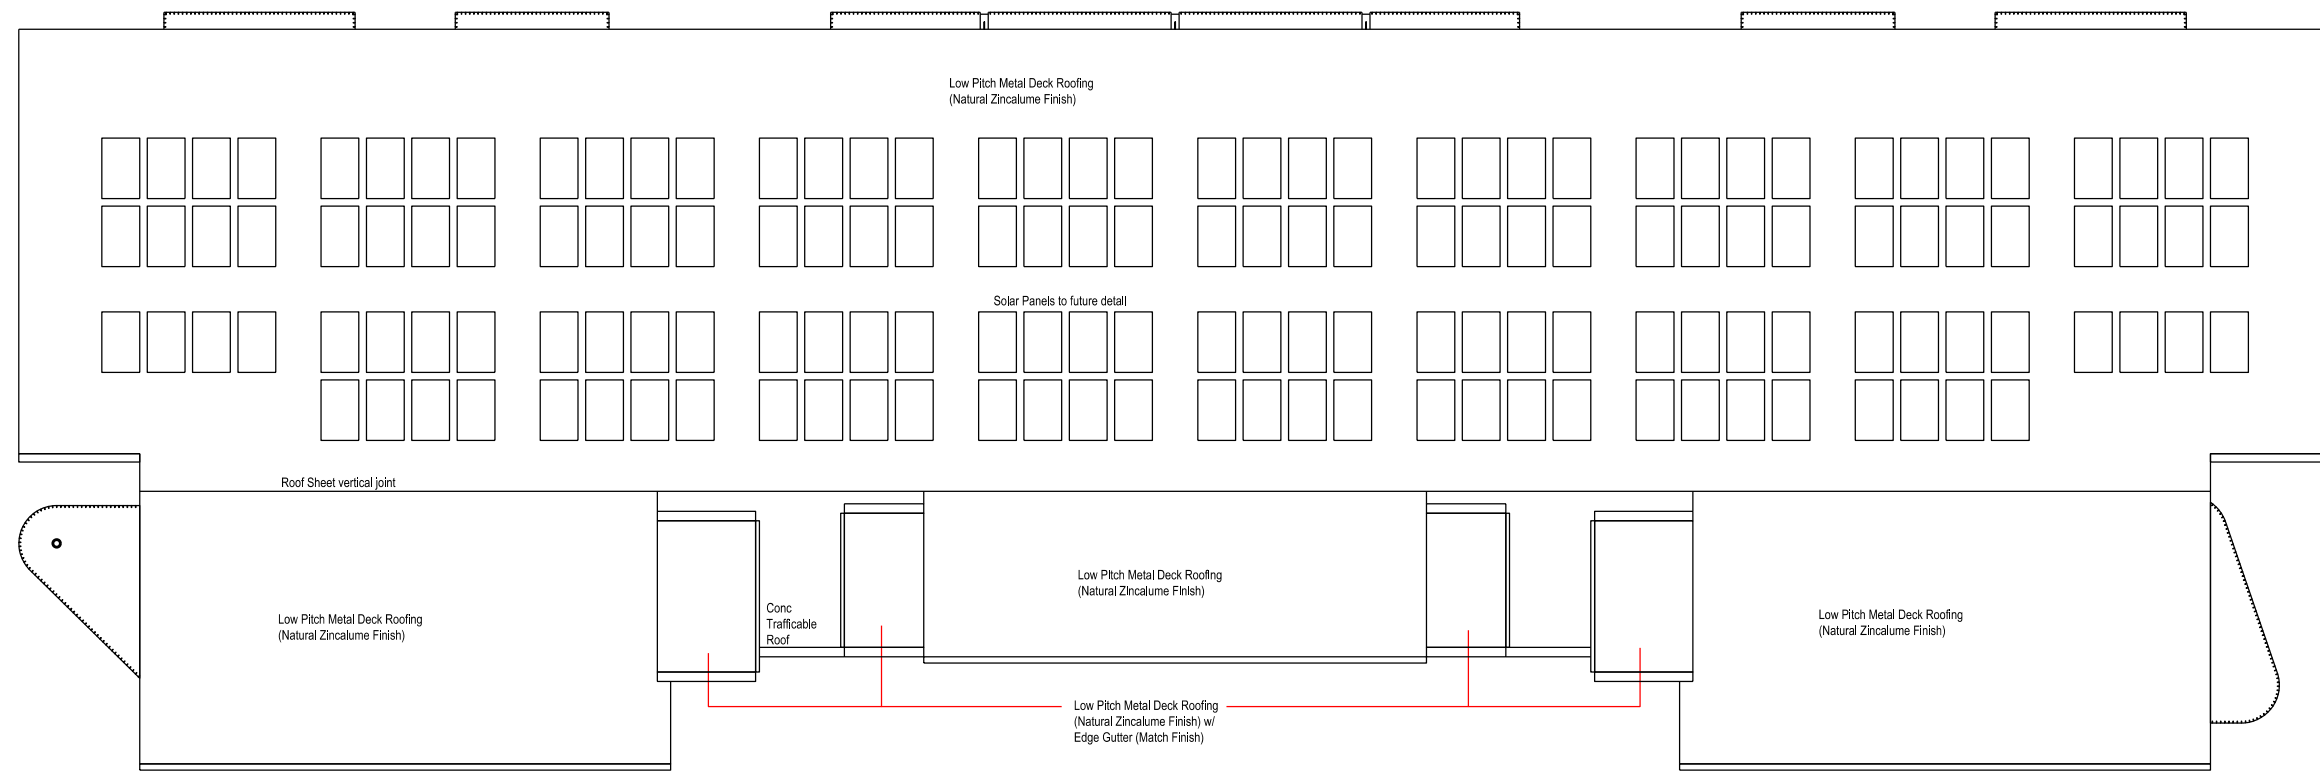 Low Pitch Metal Deck Roofing
(Natural Zincalume Finish)
Solar Panels to future detail
Roof Sheet vertical joint
Low Pitch Metal Deck Roofing
(Natural Zincalume Finish)
Conc
Trafficable
Roof
Low Pitch Metal Deck Roofing
(Natural Zincalume Finish)
Low Pitch Metal Deck Roofing
(Natural Zincalume Finish)
Low Pitch Metal Deck Roofing
(Natural Zincalume Finish) w/
Edge Gutter (Match Finish)